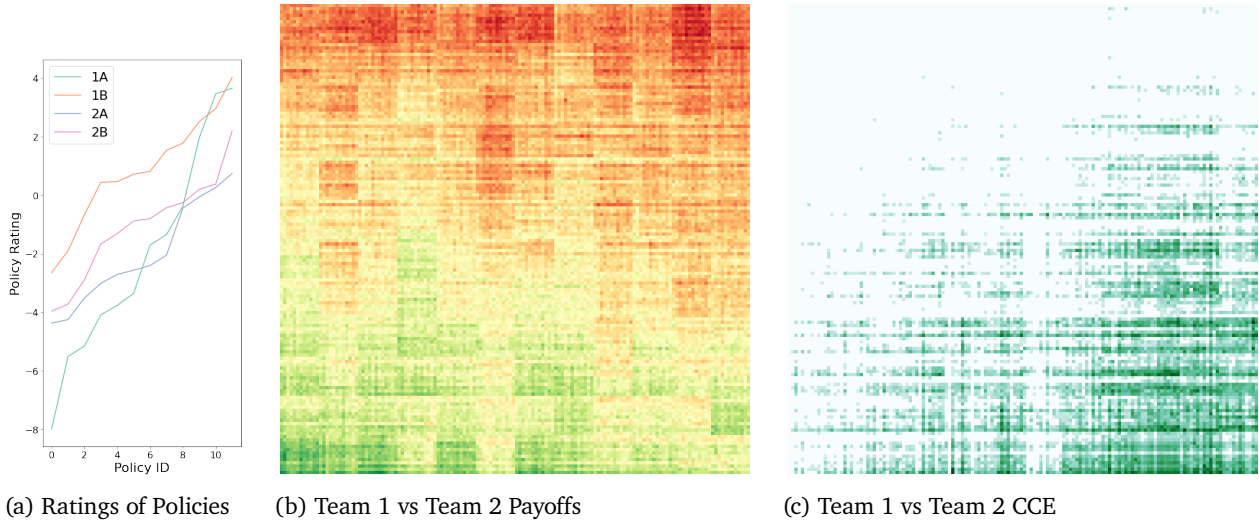 1A
1B
2A
2B
Policy Rating
4
2
0
−2
−4
−6
−8
0 2 4 6 8 10
Policy ID
(a) Ratings of Policies
(b) Team 1 vs Team 2 Payoffs
(c) Team 1 vs Team 2 CCE